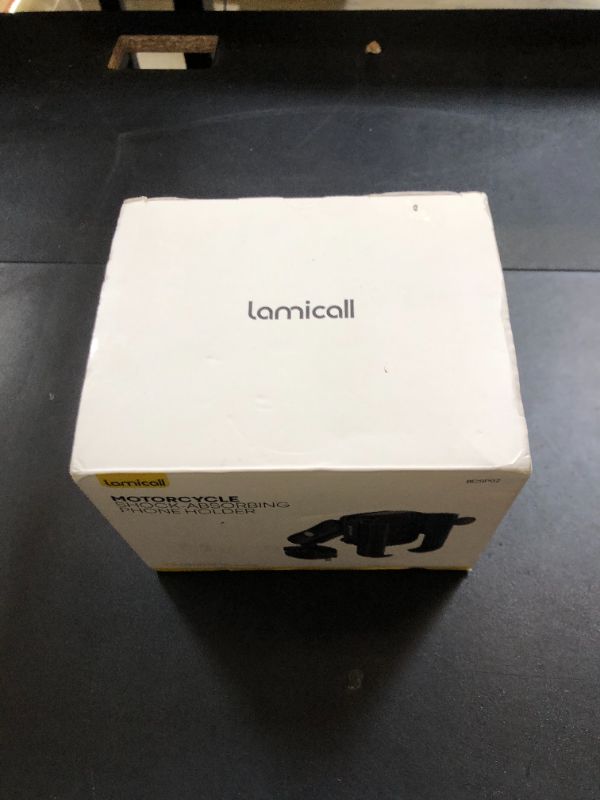 Lamicall
Lamicall
MOTORCYCLE
SHOCK-ABSORBING
PHONE HOLDER